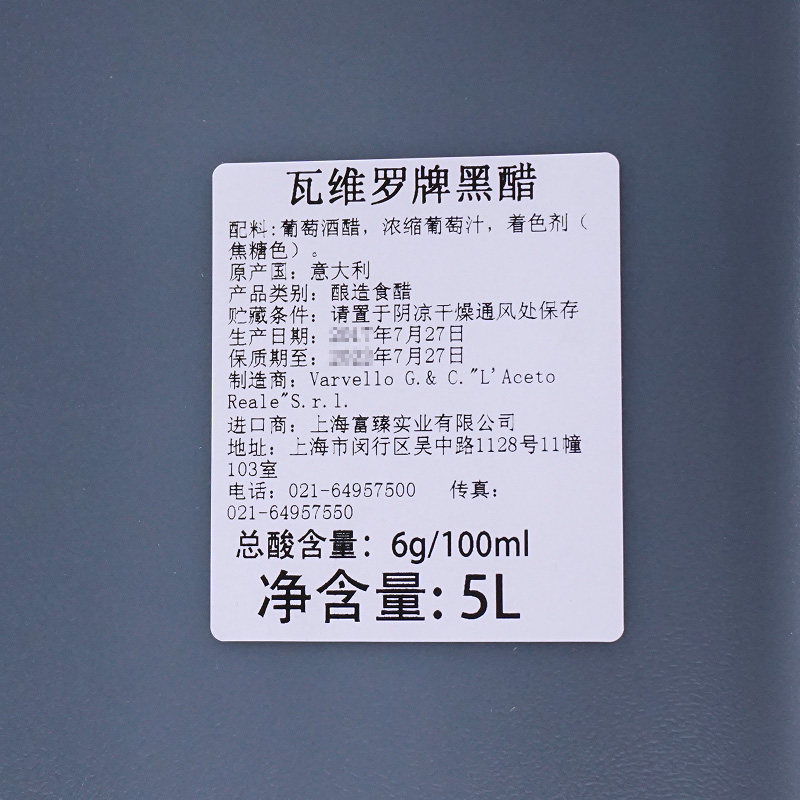 瓦维罗牌黑醋
配料:葡萄酒醋，浓缩葡萄汁，着色剂（
焦糖色）。
原产国：意大利
产品类别：酿造食醋
贮藏条件：请置于阴凉干燥通风处保存
生产日期：年7月27日
保质期至：年7月27日
制造商：Varvello G.& C."L'Aceto
Reale"S.r.l.
进口商：上海富臻实业有限公司
地址：上海市闵行区吴中路1128号11幢
103室
电话：021-64957500 传真：
021-64957550
总酸含量：6g/100ml
净含量: 5L